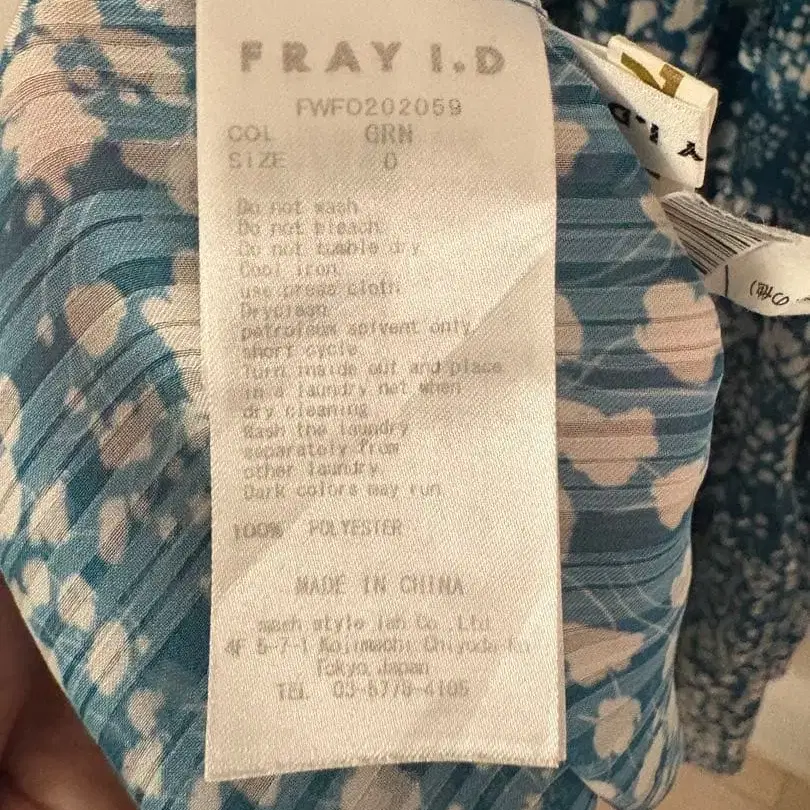 FRAY I.D
FWFO202059
COL GRN
SIZE 0
Do not wash
Do not bleach
Do not tumble dry
Cool iron
use press cloth
Dryclean
petroleum solvent only,
short cycle
Turn inside out and place
in a laundry net when
dry cleaning
Wash the laundry
separately from
other laundry
Dark colors may run
100% POLYESTER
MADE IN CHINA
mash style lab Co.,Ltd
4F 5-7-1 Kojimachi Chiyoda-Ku
Tokyo Japan
TEL 03-5778-4105
Y I.D